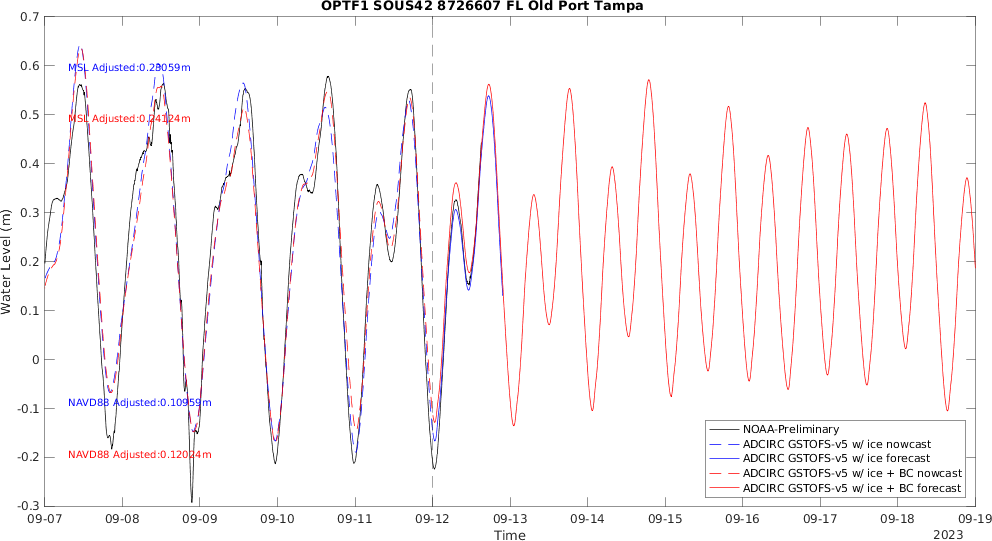 OPTF1 SOUS42 8726607 FL Old Port Tampa
0.7
0.6
0.5
0.4
0.3
0.2
0.1
0
-0.1
-0.2
-0.3
Water Level (m)
MSL Adjusted:0.23059m
MSL Adjusted:0.24124m
NAVD88 Adjusted:0.10959m
NAVD88 Adjusted:0.12024m
NOAA-Preliminary
ADCIRC GSTOFS-v5 w/ ice nowcast
ADCIRC GSTOFS-v5 w/ ice forecast
ADCIRC GSTOFS-v5 w/ ice + BC nowcast
ADCIRC GSTOFS-v5 w/ ice + BC forecast
09-07 09-08 09-09 09-10 09-11 09-12 09-13 09-14 09-15 09-16 09-17 09-18 09-19
Time
2023